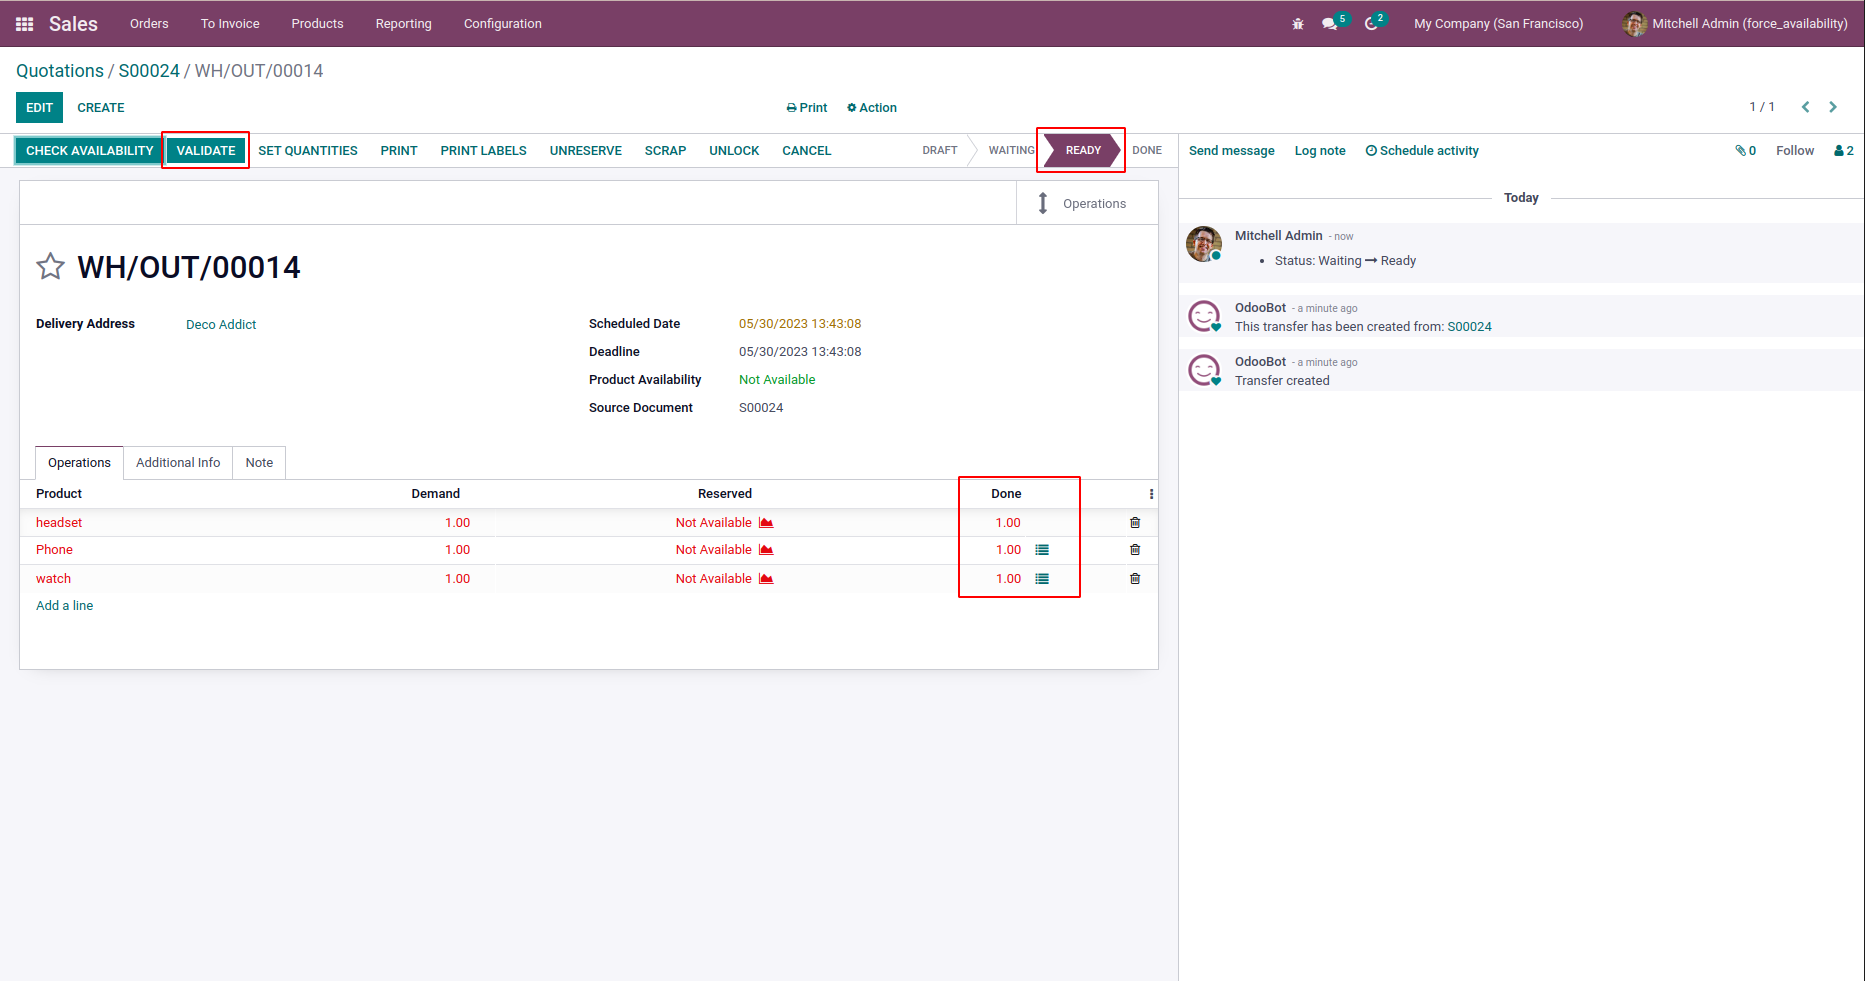 Sales Orders To Invoice Products Reporting Configuration 5 2 My Company (San Francisco) Mitchell Admin (force_availability)
Quotations / S00024 / WH/OUT/00014
EDIT CREATE Print Action 1 / 1
CHECK AVAILABILITY VALIDATE SET QUANTITIES PRINT PRINT LABELS UNRESERVE SCRAP UNLOCK CANCEL DRAFT WAITING READY DONE
Operations
WH/OUT/00014
Delivery Address Deco Addict
Scheduled Date 05/30/2023 13:43:08
Deadline 05/30/2023 13:43:08
Product Availability Not Available
Source Document S00024
Operations Additional Info Note
Product Demand Reserved Done
headset 1.00 Not Available 1.00
Phone 1.00 Not Available 1.00
watch 1.00 Not Available 1.00
Add a line
Send message Log note Schedule activity 0 Follow 2
Today
Mitchell Admin - now
• Status: Waiting → Ready
OdooBot - a minute ago
This transfer has been created from: S00024
OdooBot - a minute ago
Transfer created